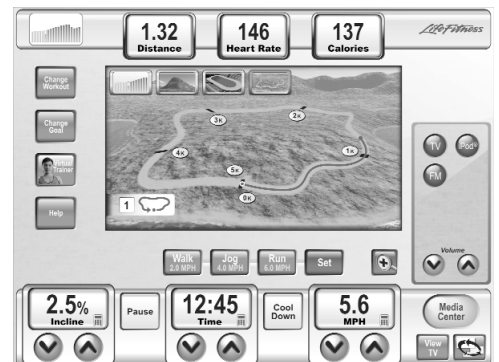 1.32
Distance
146
Heart Rate
137
Calories
Life Fitness
Change
Workout
Change
Goal
Virtual
Trainer
Help
3K
2K
4K
1K
5K
0K
1
TV
iPod
FM
Volume
Walk
2.0 MPH
Jog
4.0 MPH
Run
6.0 MPH
Set
2.5%
Incline
Pause
12:45
Time
Cool
Down
5.6
MPH
Media
Center
View
TV